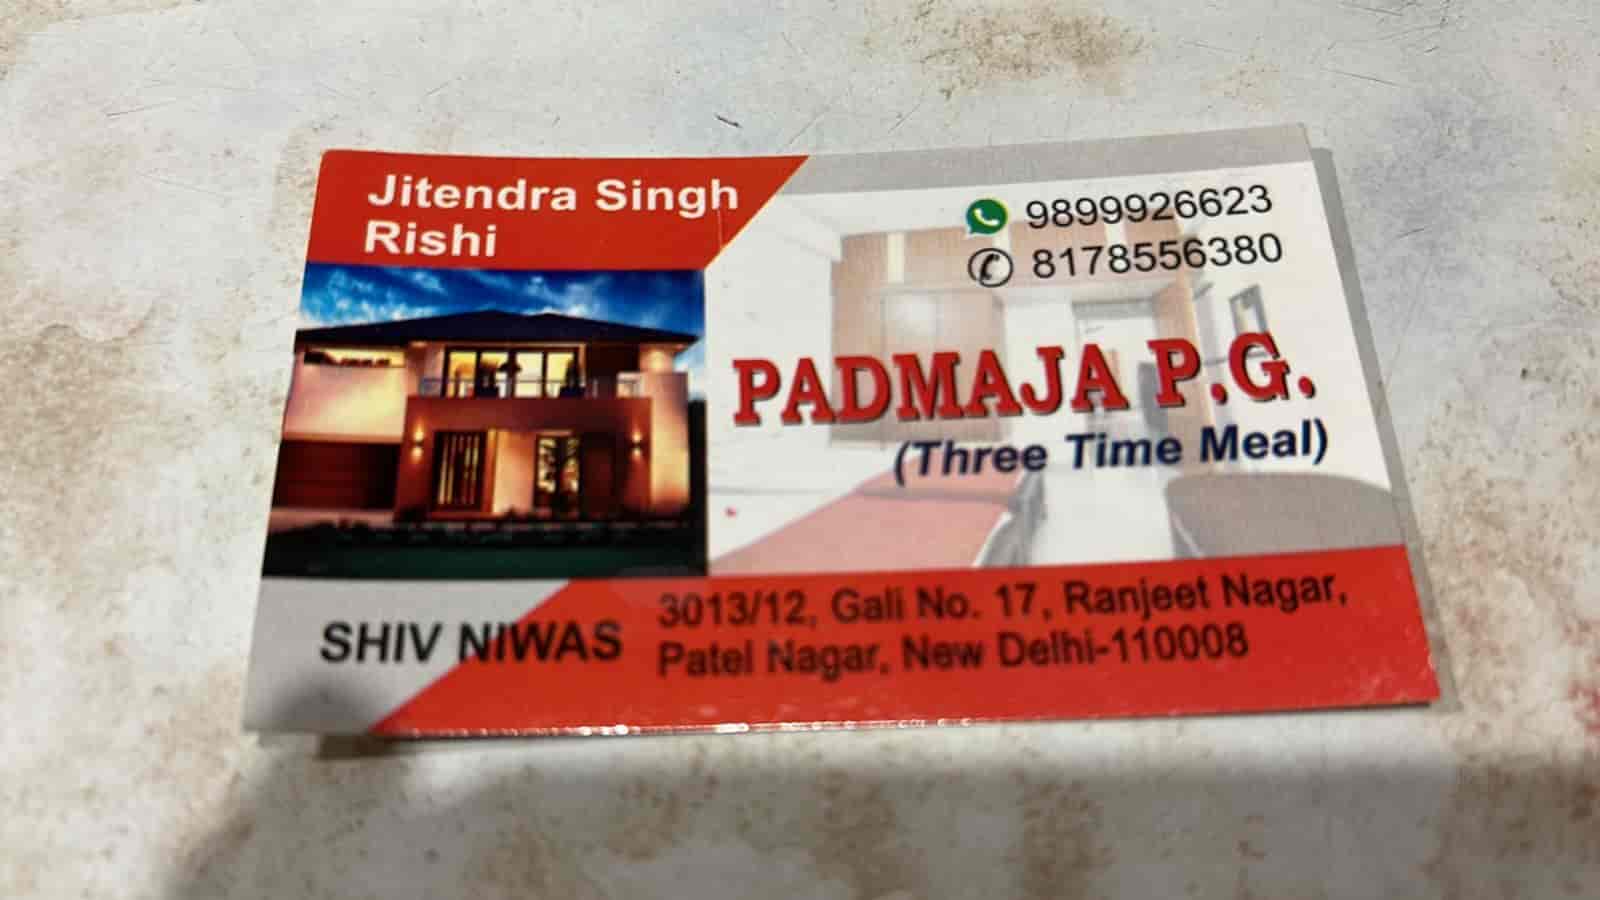 Jitendra Singh
Rishi
9899926623
8178556380
PADMAJA P.G.
(Three Time Meal)
SHIV NIWAS
3013/12, Gali No. 17, Ranjeet Nagar,
Patel Nagar, New Delhi-110008